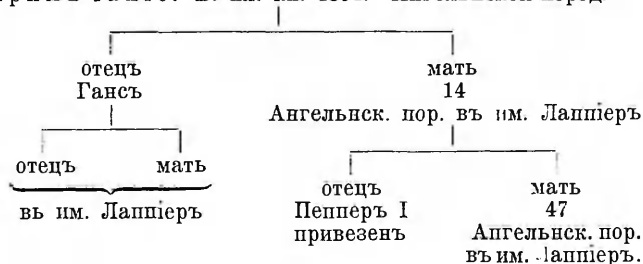 отецъ мать
Гансъ 14
Ангельнск. пор. въ им. Лаппіеръ
отецъ мать
въ им. Лаппіеръ
отецъ мать
Пепперъ I 47
привезенъ Ангельнск. пор.
въ им. Лаппіеръ.